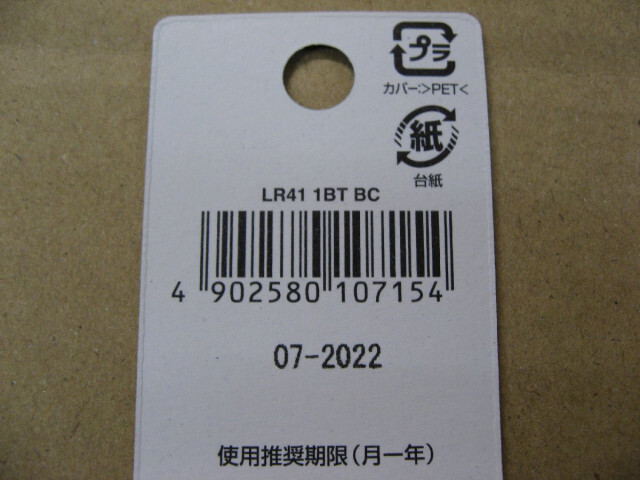 プラ
カバー:>PET<
紙
台紙
LR41 1BT BC
4 902580 107154
07-2022
使用推奨期限(月一年)